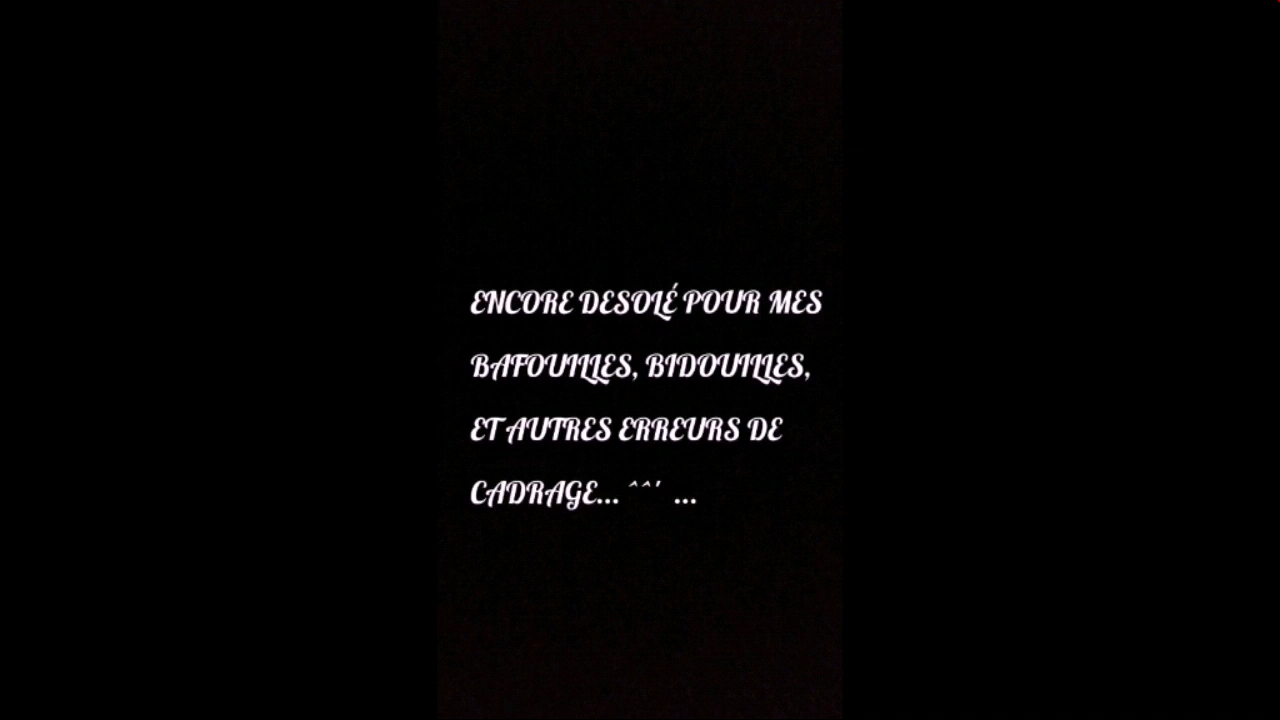 ENCORE DESOLÉ POUR MES
BAFOUILLES, BIDOUILLES,
ET AUTRES ERREURS DE
CADRAGE... ^^' ...